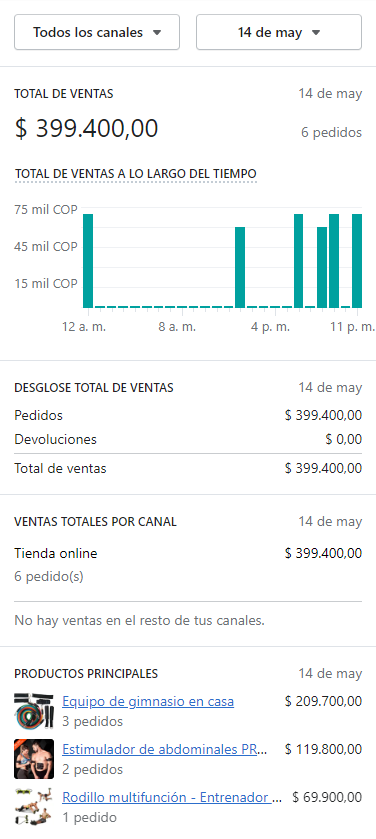 Todos los canales
14 de may
TOTAL DE VENTAS 14 de may
$ 399.400,00 6 pedidos
TOTAL DE VENTAS A LO LARGO DEL TIEMPO
75 mil COP
45 mil COP
15 mil COP
12 a. m. 8 a. m. 4 p. m. 11 p. m.
DESGLOSE TOTAL DE VENTAS 14 de may
Pedidos $ 399.400,00
Devoluciones $ 0,00
Total de ventas $ 399.400,00
VENTAS TOTALES POR CANAL 14 de may
Tienda online $ 399.400,00
6 pedido(s)
No hay ventas en el resto de tus canales.
PRODUCTOS PRINCIPALES 14 de may
Equipo de gimnasio en casa $ 209.700,00
3 pedidos
Estimulador de abdominales PR... $ 119.800,00
2 pedidos
Rodillo multifunción - Entrenador ... $ 69.900,00
1 pedido